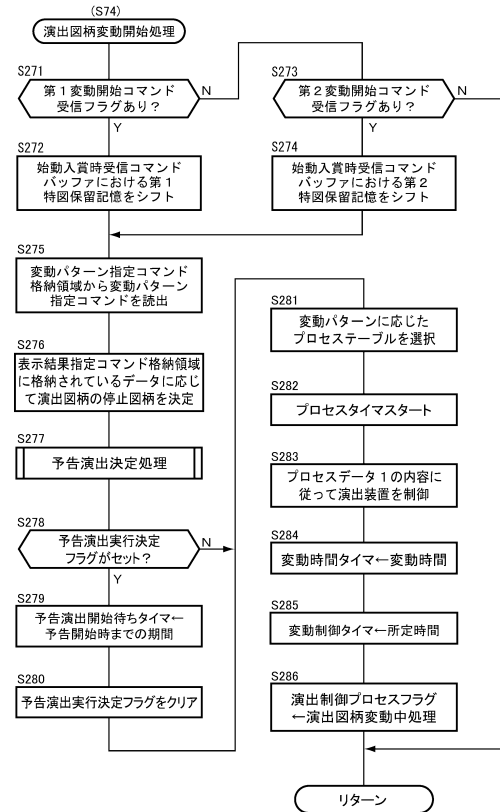 (S74)
演出図柄変動開始処理
S271
第1変動開始コマンド
受信フラグあり?
N
Y
S273
第2変動開始コマンド
受信フラグあり?
N
Y
S272
始動入賞時受信コマンド
バッファにおける第1
特図保留記憶をシフト
S274
始動入賞時受信コマンド
バッファにおける第2
特図保留記憶をシフト
S275
変動パターン指定コマンド
格納領域から変動パターン
指定コマンドを読出
S276
表示結果指定コマンド格納領域
に格納されているデータに応じ
て演出図柄の停止図柄を決定
S277
予告演出決定処理
S278
予告演出実行決定
フラグがセット?
N
Y
S279
予告演出開始待ちタイマ←
予告開始時までの期間
S280
予告演出実行決定フラグをクリア
S281
変動パターンに応じた
プロセステーブルを選択
S282
プロセスタイマスタート
S283
プロセスデータ1の内容に
従って演出装置を制御
S284
変動時間タイマ←変動時間
S285
変動制御タイマ←所定時間
S286
演出制御プロセスフラグ
←演出図柄変動中処理
リターン